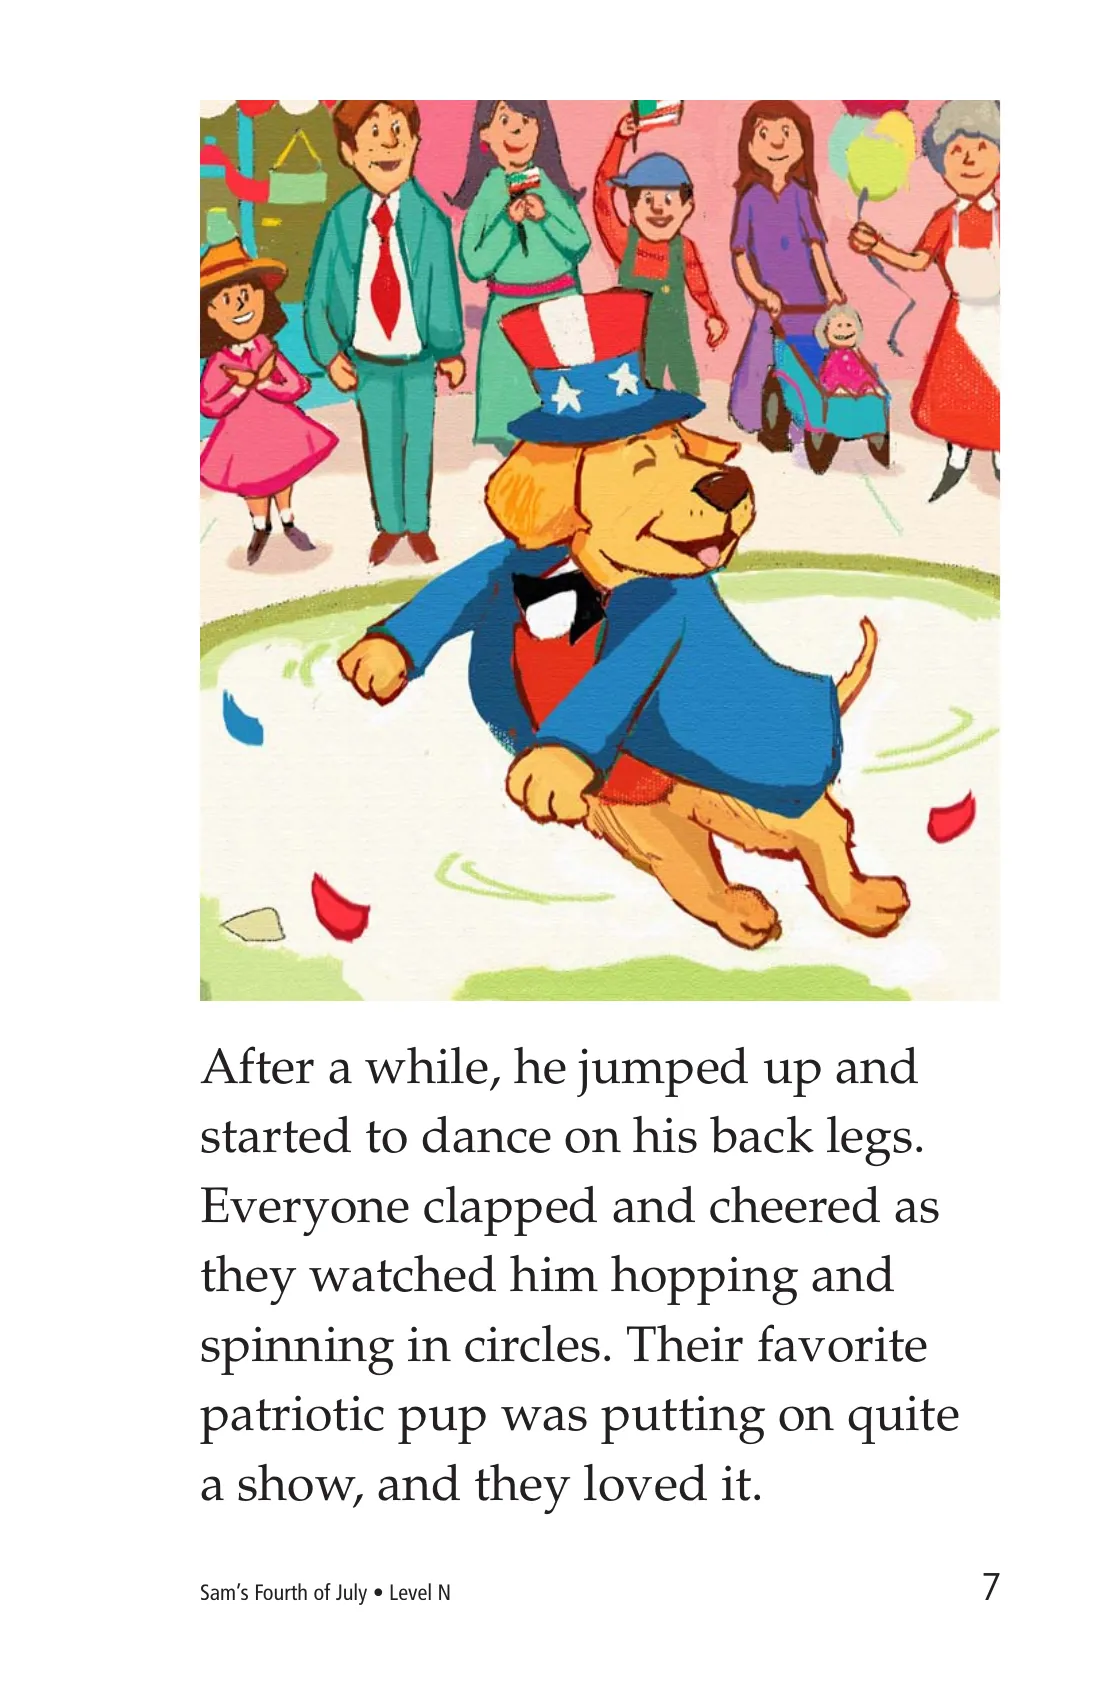 After a while, he jumped up and
started to dance on his back legs.
Everyone clapped and cheered as
they watched him hopping and
spinning in circles. Their favorite
patriotic pup was putting on quite
a show, and they loved it.
Sam’s Fourth of July • Level N
7